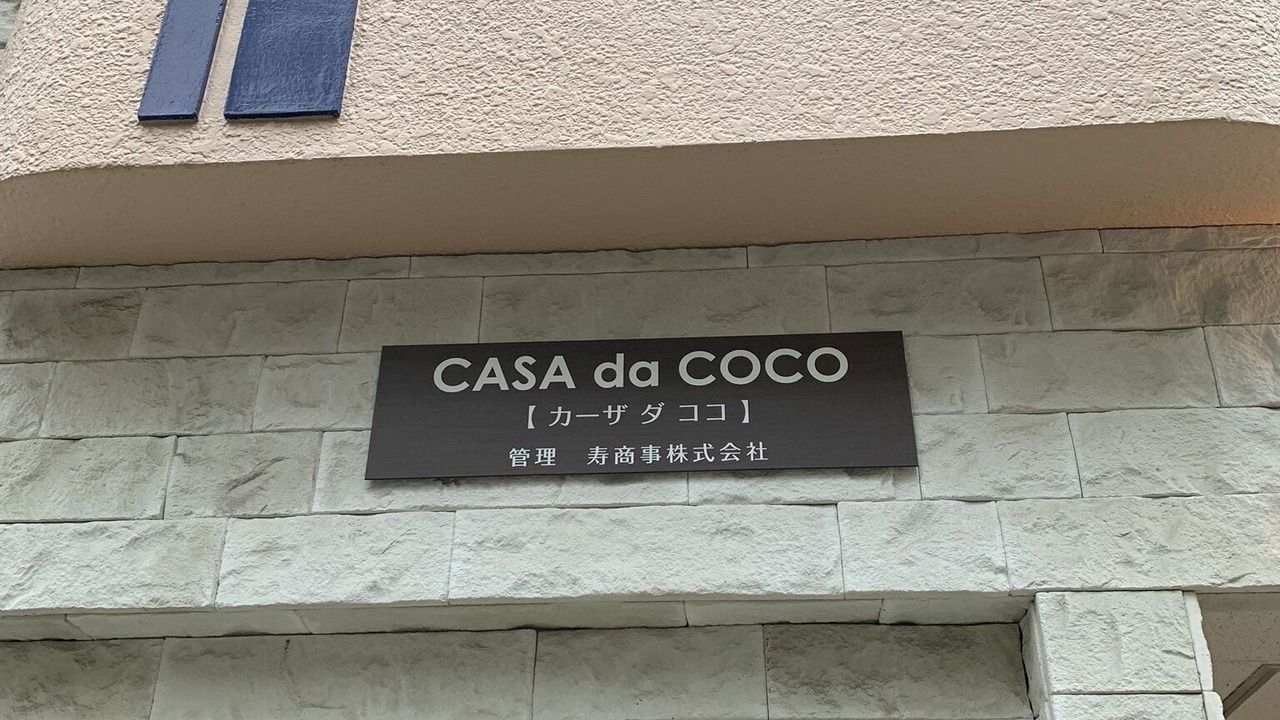 CASA da COCO
【 カーザ ダ ココ 】
管理　寿商事株式会社